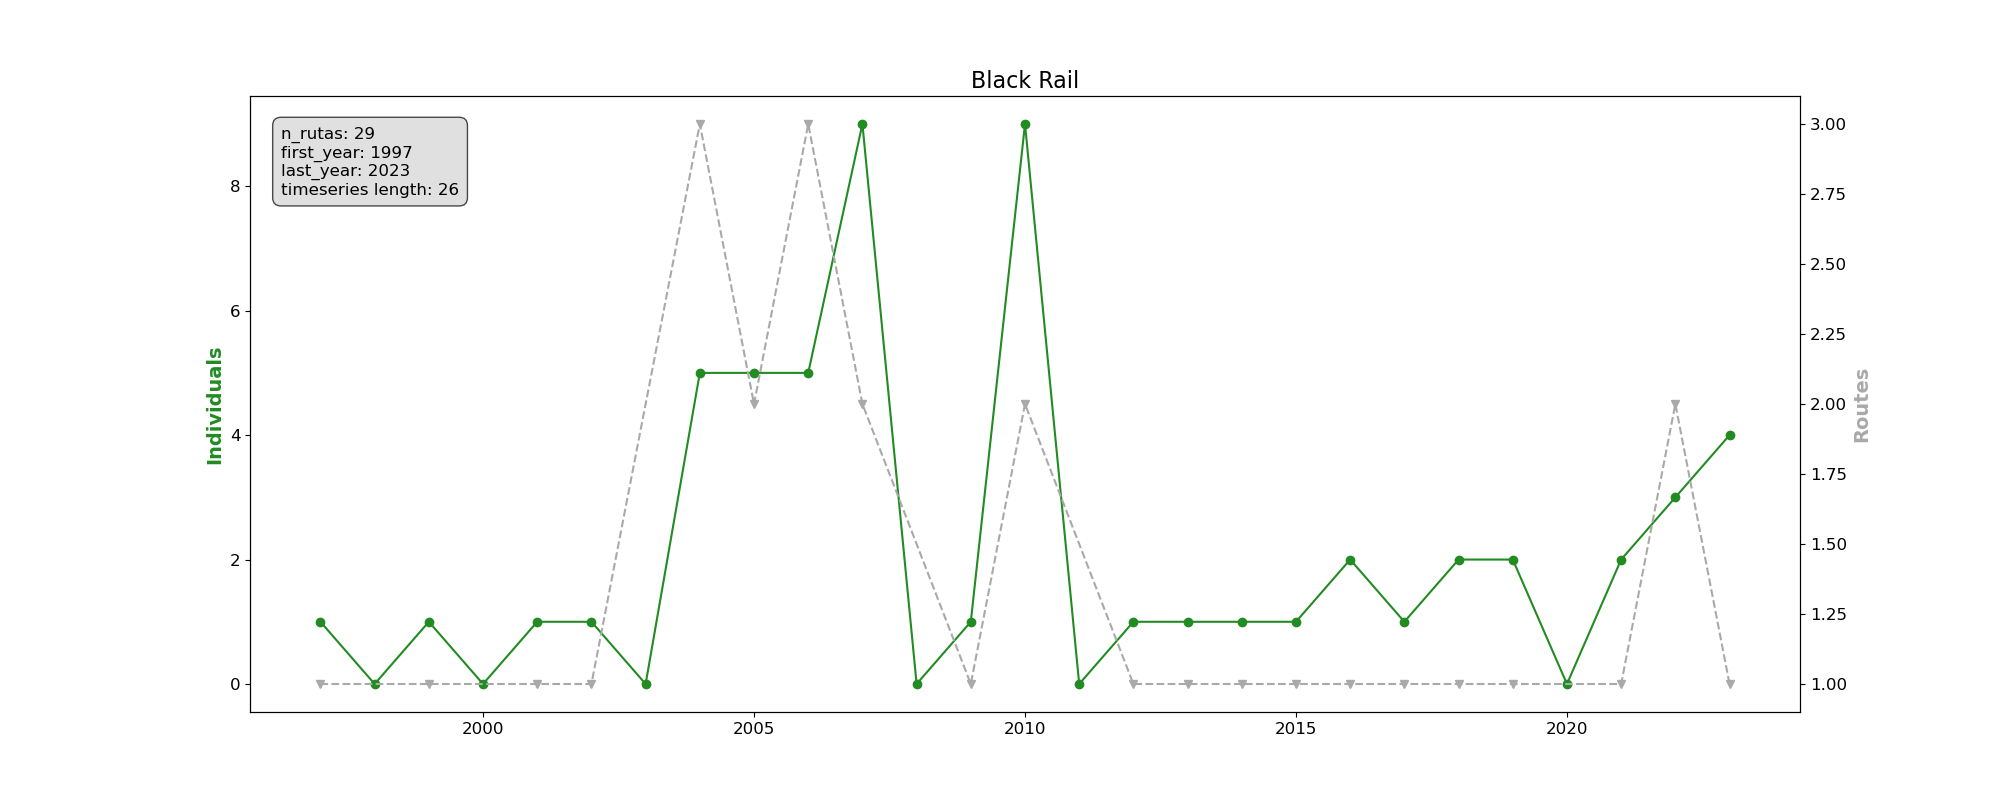 Black Rail
n_rutas: 29
first_year: 1997
last_year: 2023
timeseries length: 26
Individuals
8
6
4
2
0
3.00
2.75
2.50
2.25
2.00
1.75
1.50
1.25
1.00
Routes
2000 2005 2010 2015 2020